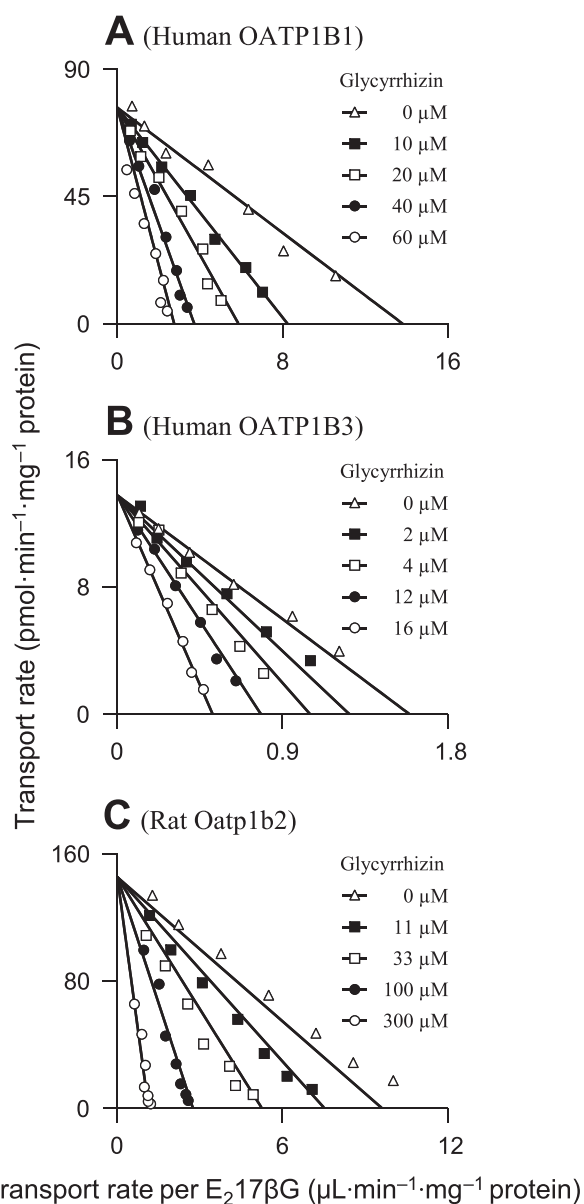 A (Human OATP1B1)
90
45
0
0 8 16
Glycyrrhizin
0 µM
10 µM
20 µM
40 µM
60 µM
B (Human OATP1B3)
16
8
0
0 0.9 1.8
Glycyrrhizin
0 µM
2 µM
4 µM
12 µM
16 µM
Transport rate (pmol·min⁻¹·mg⁻¹ protein)
C (Rat Oatp1b2)
160
80
0
0 6 12
Glycyrrhizin
0 µM
11 µM
33 µM
100 µM
300 µM
ransport rate per E₂17βG (µL·min⁻¹·mg⁻¹ protein)